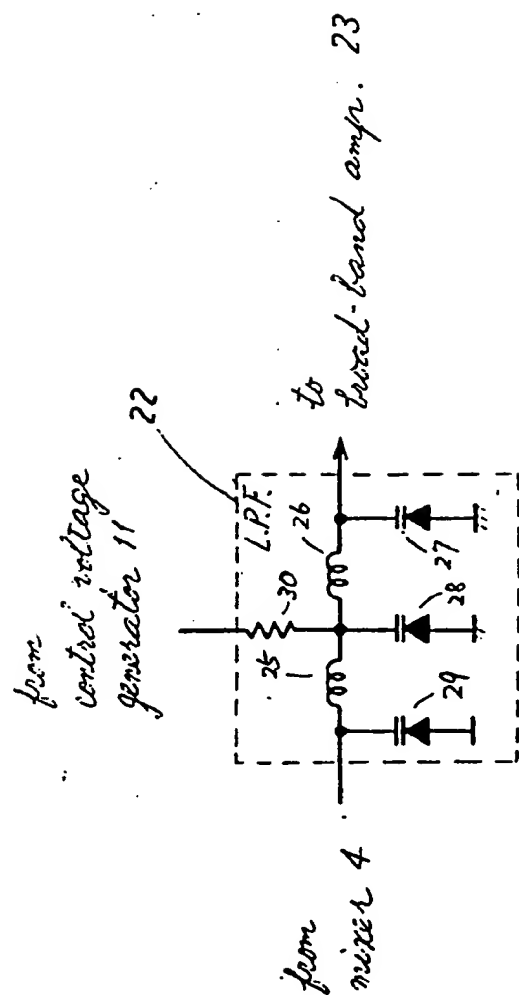 from
control voltage
generator 11
22
L.P.F.
30
25
26
from
mixer 4
to
broad-band amp. 23
29
28
27